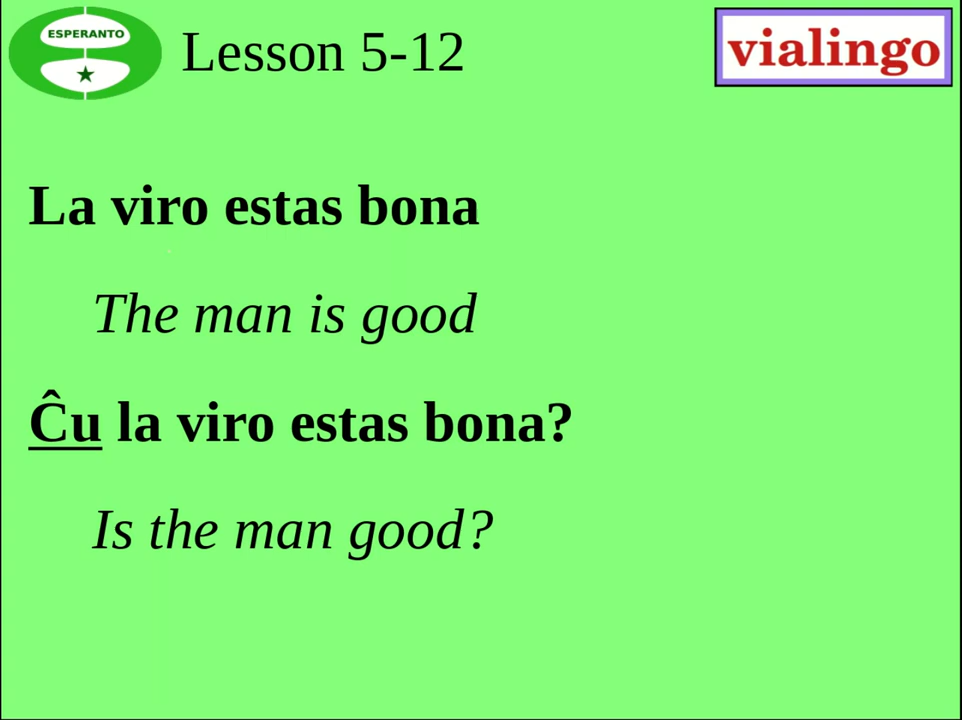 ESPERANTO
Lesson 5-12
vialingo
La viro estas bona
The man is good
Ĉu la viro estas bona?
Is the man good?